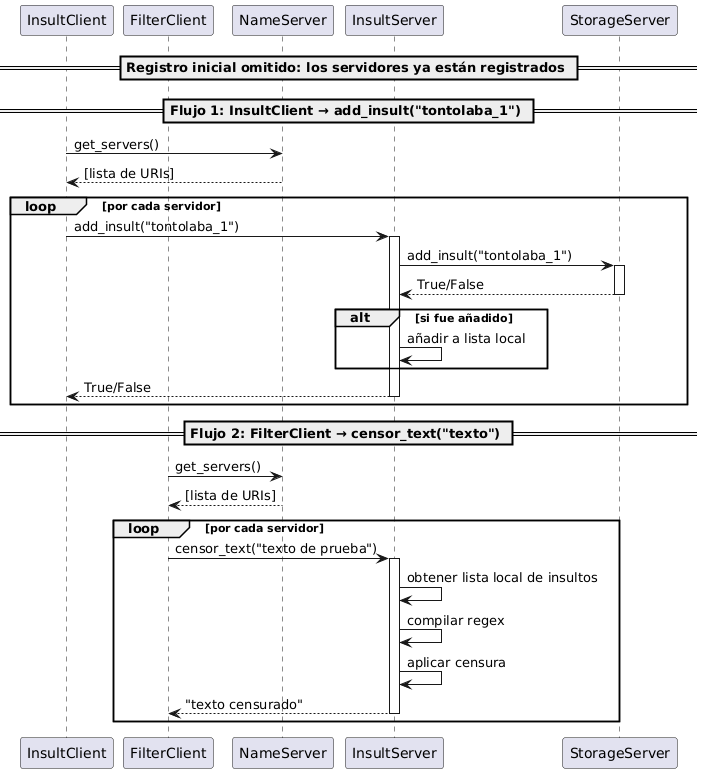 InsultClient FilterClient NameServer InsultServer StorageServer
Registro inicial omitido: los servidores ya están registrados
Flujo 1: InsultClient → add_insult("tontolaba_1")
get_servers()
[lista de URIs]
loop [por cada servidor]
add_insult("tontolaba_1")
add_insult("tontolaba_1")
True/False
alt [si fue añadido]
añadir a lista local
True/False
Flujo 2: FilterClient → censor_text("texto")
get_servers()
[lista de URIs]
loop [por cada servidor]
censor_text("texto de prueba")
obtener lista local de insultos
compilar regex
aplicar censura
"texto censurado"
InsultClient FilterClient NameServer InsultServer StorageServer